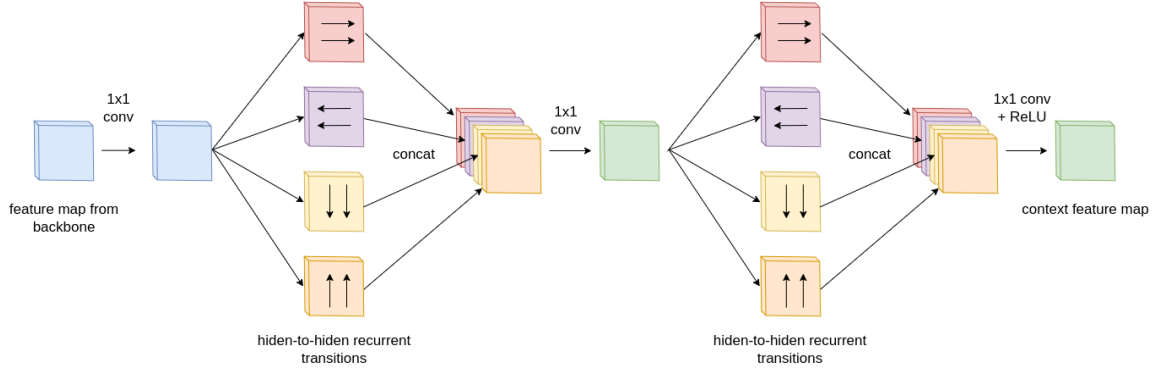 1x1
conv
feature map from
backbone
concat
hiden-to-hiden recurrent
transitions
1x1
conv
concat
hiden-to-hiden recurrent
transitions
1x1 conv
+ ReLU
context feature map